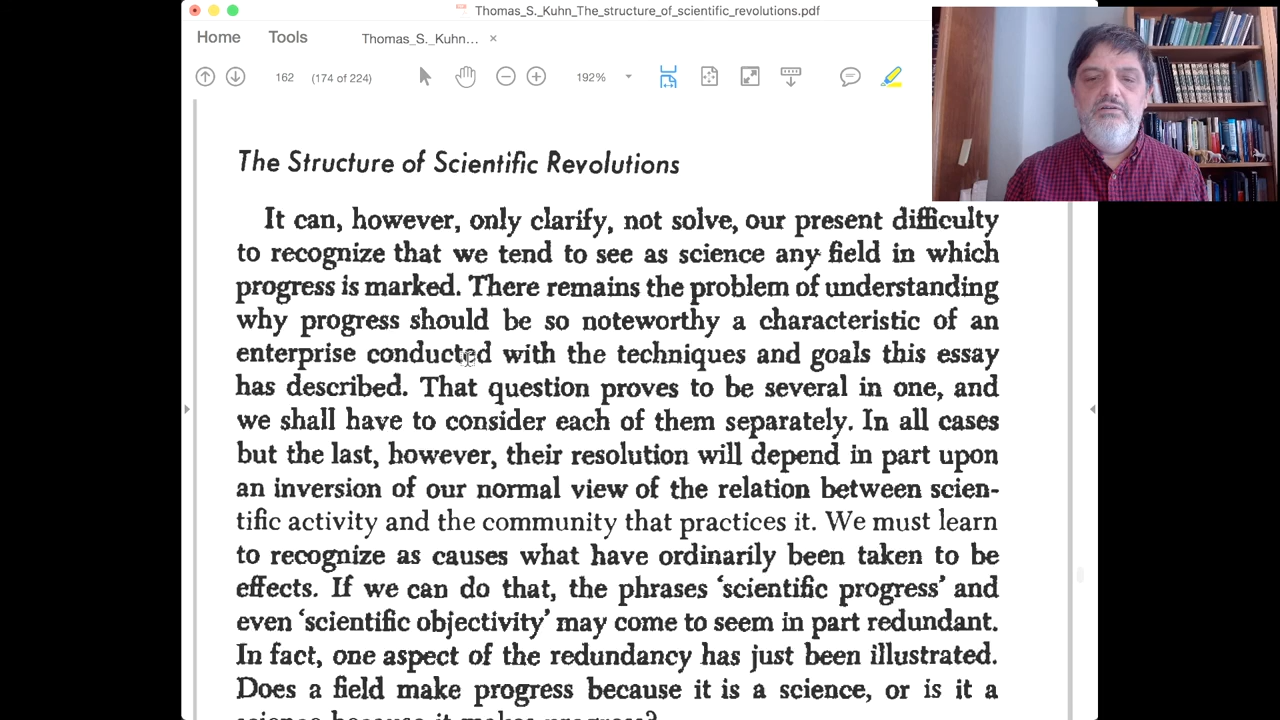 Thomas_S._Kuhn_The_structure_of_scientific_revolutions.pdf
Home Tools Thomas_S._Kuhn... ×
162 (174 of 224) 192%
The Structure of Scientific Revolutions
It can, however, only clarify, not solve, our present difficulty
to recognize that we tend to see as science any field in which
progress is marked. There remains the problem of understanding
why progress should be so noteworthy a characteristic of an
enterprise conducted with the techniques and goals this essay
has described. That question proves to be several in one, and
we shall have to consider each of them separately. In all cases
but the last, however, their resolution will depend in part upon
an inversion of our normal view of the relation between scien-
tific activity and the community that practices it. We must learn
to recognize as causes what have ordinarily been taken to be
effects. If we can do that, the phrases ‘scientific progress’ and
even ‘scientific objectivity’ may come to seem in part redundant.
In fact, one aspect of the redundancy has just been illustrated.
Does a field make progress because it is a science, or is it a
science because it makes progress?